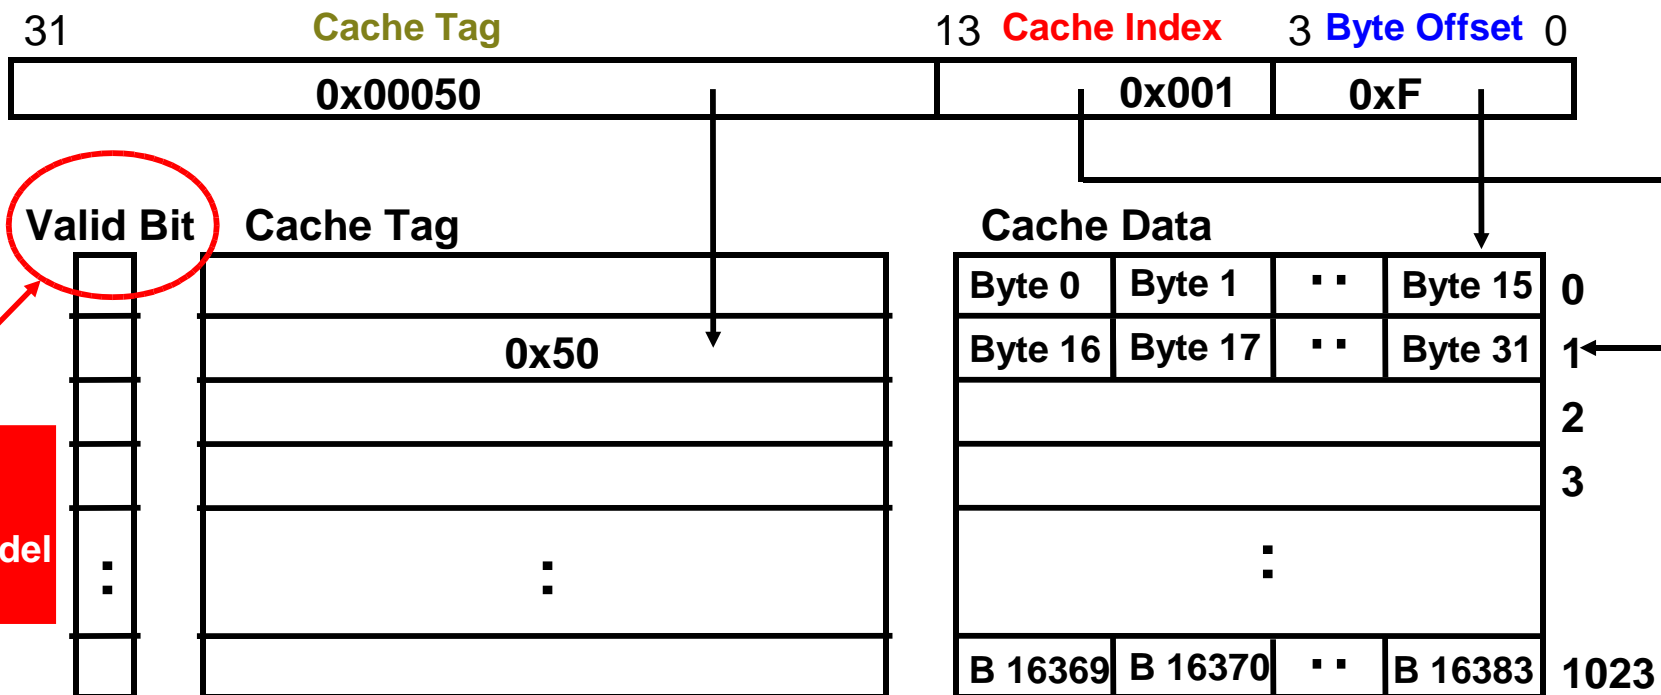 31 Cache Tag 13 Cache Index 3 Byte Offset 0
0x00050 0x001 0xF
Valid Bit Cache Tag Cache Data
Byte 0 Byte 1 ·· Byte 15 0
0x50 Byte 16 Byte 17 ·· Byte 31 1
2
3
del : : :
B 16369 B 16370 ·· B 16383 1023